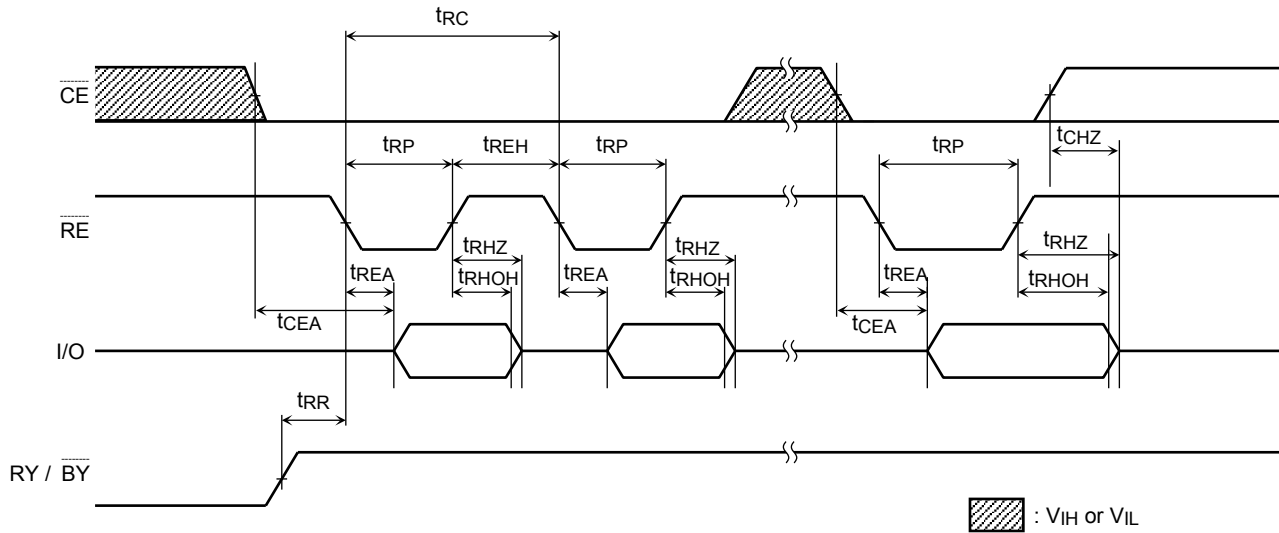 tRC
CE
tCHZ
tRP tREH tRP tRP
RE
tRHZ tRHZ tRHZ
tREA tRHOH tREA tRHOH tREA tRHOH
tCEA tCEA
I/O
tRR
RY / BY
: VIH or VIL